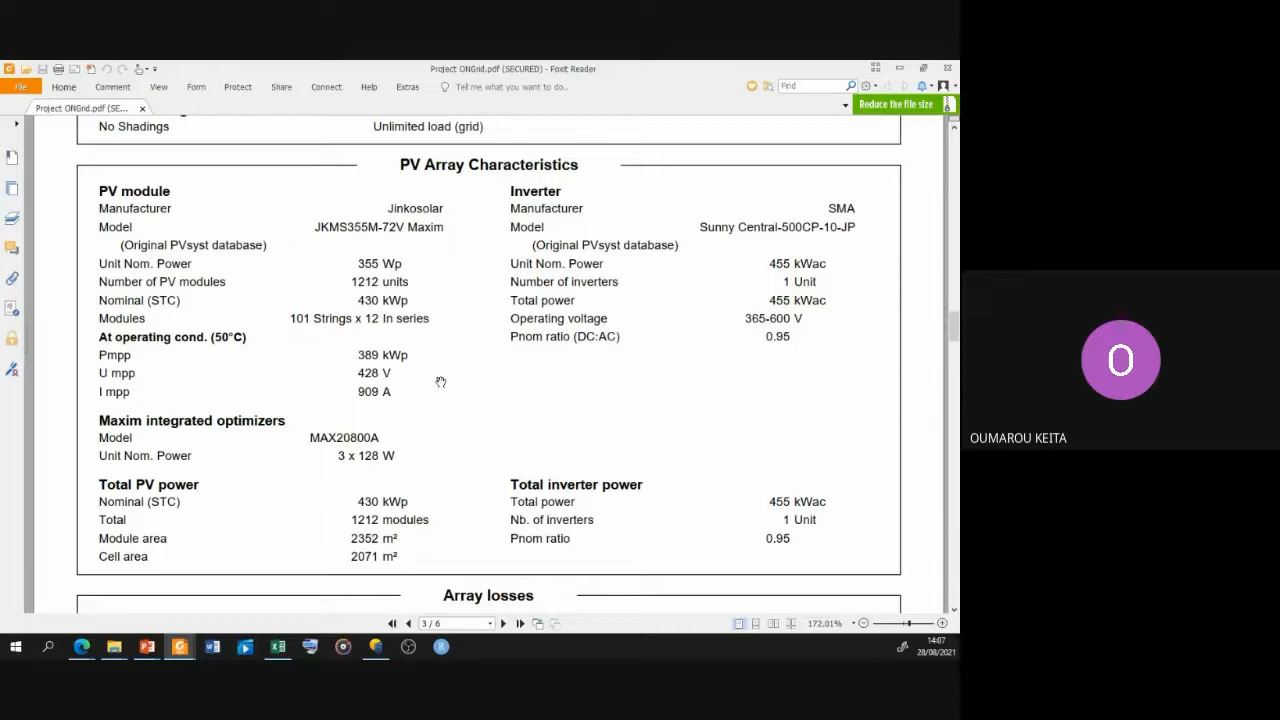 Project ONGrid.pdf (SECURED) - Foxit Reader
File Home Comment View Form Protect Share Connect Help Extras Tell me what you want to do.. Find
Project ONGrid.pdf (SE... Reduce the file size
No Shadings Unlimited load (grid)
PV Array Characteristics
PV module Inverter
Manufacturer Jinkosolar Manufacturer SMA
Model JKMS355M-72V Maxim Model Sunny Central-500CP-10-JP
(Original PVsyst database) (Original PVsyst database)
Unit Nom. Power 355 Wp Unit Nom. Power 455 kWac
Number of PV modules 1212 units Number of inverters 1 Unit
Nominal (STC) 430 kWp Total power 455 kWac
Modules 101 Strings x 12 In series Operating voltage 365-600 V
At operating cond. (50°C) Pnom ratio (DC:AC) 0.95
Pmpp 389 kWp
U mpp 428 V
I mpp 909 A
Maxim integrated optimizers
Model MAX20800A
Unit Nom. Power 3 x 128 W
Total PV power Total inverter power
Nominal (STC) 430 kWp Total power 455 kWac
Total 1212 modules Nb. of inverters 1 Unit
Module area 2352 m² Pnom ratio 0.95
Cell area 2071 m²
Array losses
3 / 6 172.01%
14:07
28/08/2021
O
OUMAROU KEITA